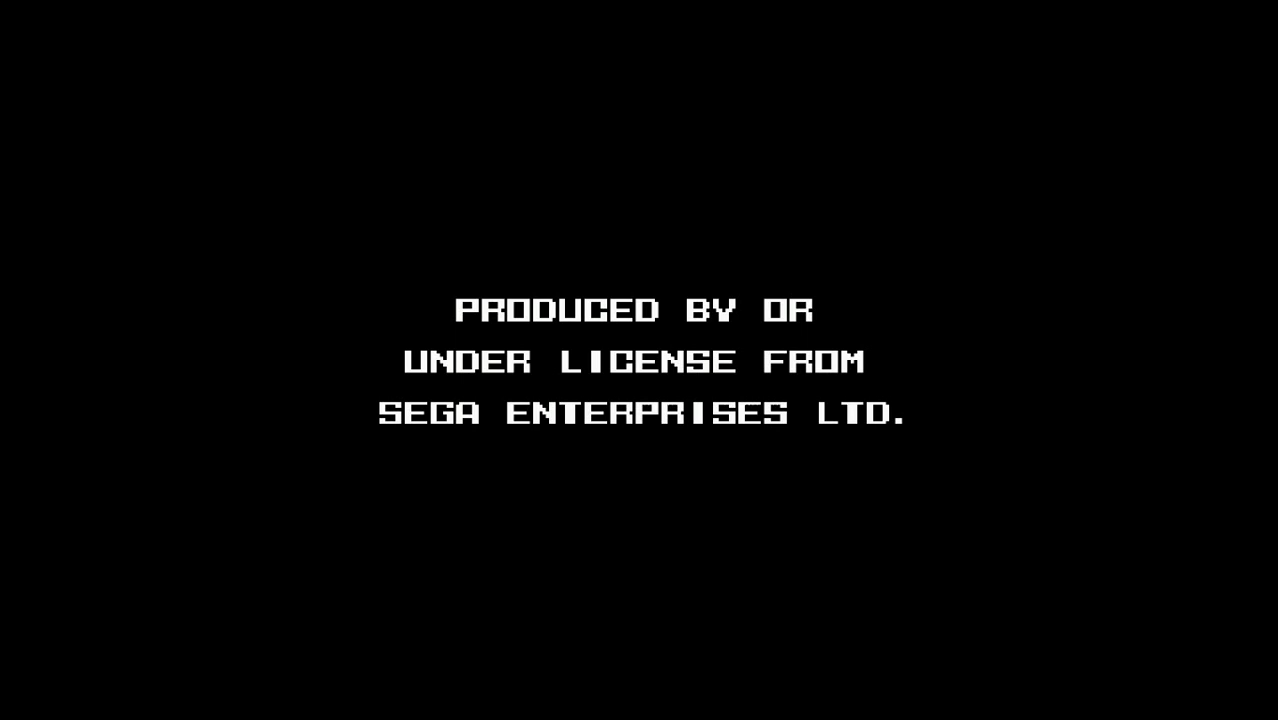 PRODUCED BY OR
UNDER LICENSE FROM
SEGA ENTERPRISES LTD.